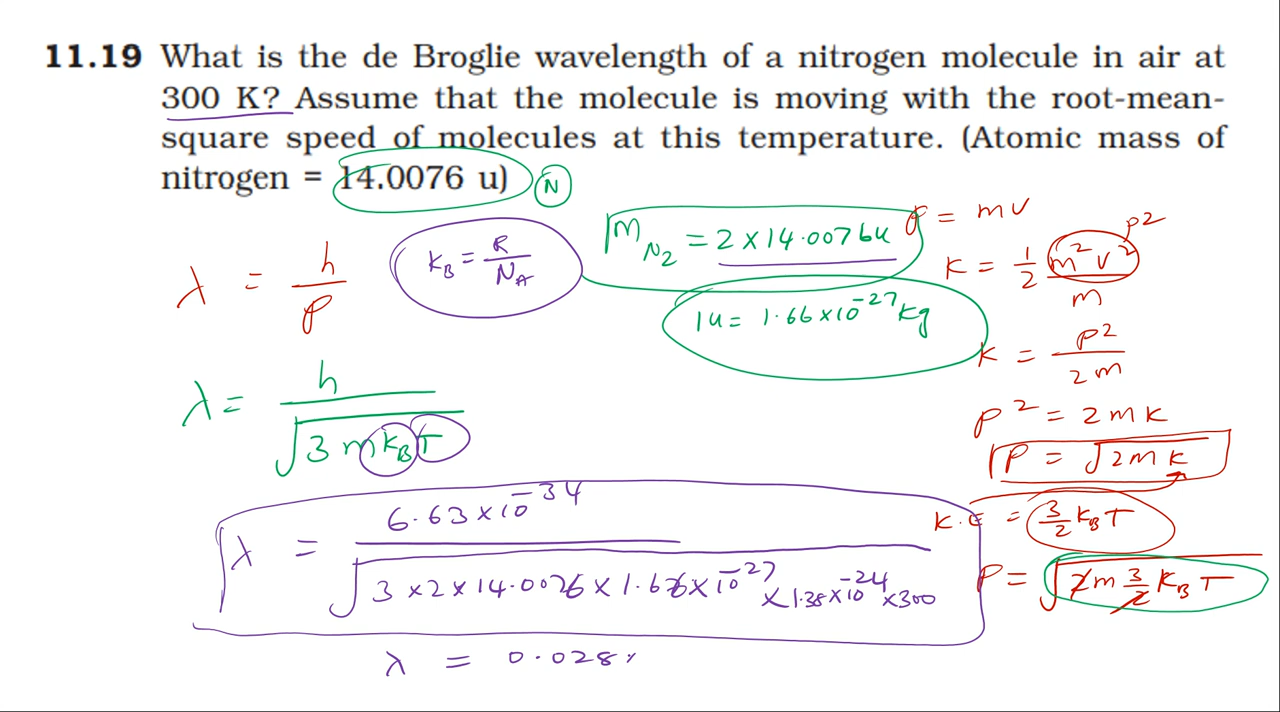 11.19 What is the de Broglie wavelength of a nitrogen molecule in air at
300 K? Assume that the molecule is moving with the root-mean-
square speed of molecules at this temperature. (Atomic mass of
nitrogen = 14.0076 u) N
λ = h / p
k_B = R / N_A
m_N₂ = 2 × 14.0076u
1u = 1.66 × 10⁻²⁷ kg
p = mv
K = 1/2 m²v² / m p²
K = p² / 2m
p² = 2mK
p = √2mK
K.E = 3/2 k_B T
p = √2m 3/2 k_B T
λ = h / √3mk_BT
λ = 6.63 × 10⁻³⁴ / √3 × 2 × 14.0076 × 1.66 × 10⁻²⁷ × 1.38 × 10⁻²⁴ × 300
λ = 0.028